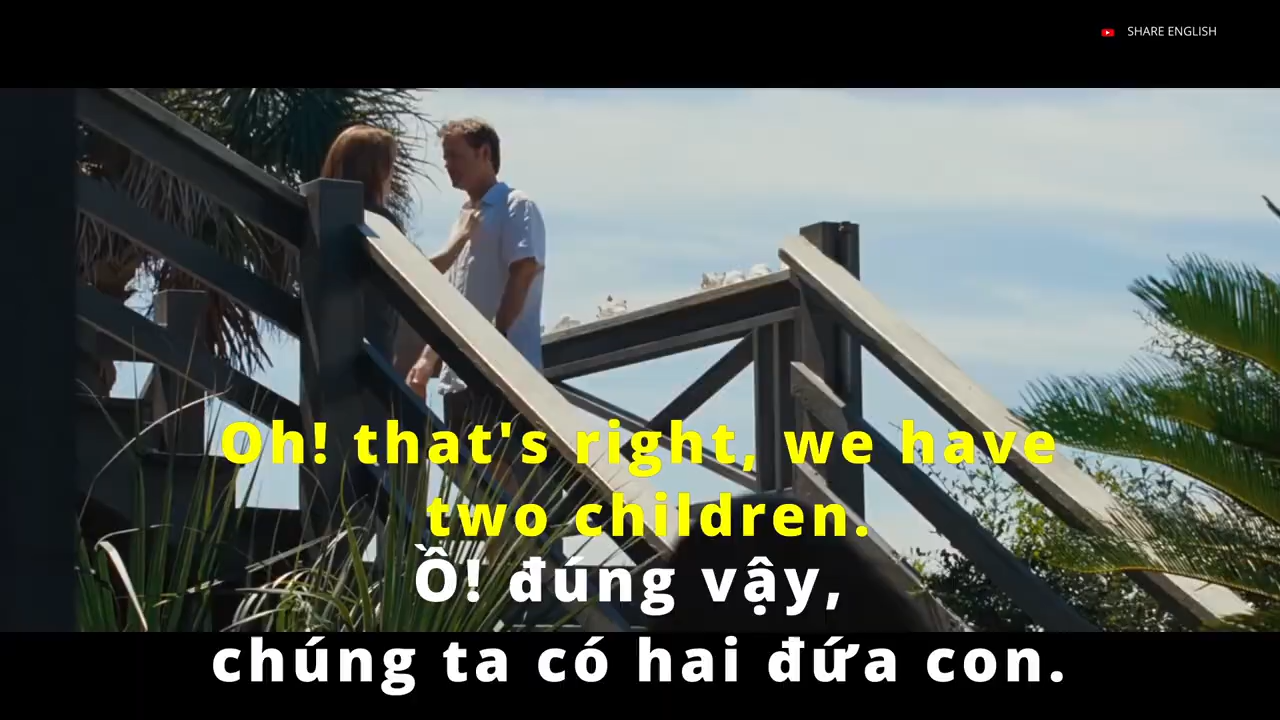 SHARE ENGLISH
Oh! that's right, we have
two children.
Ồ! đúng vậy,
chúng ta có hai đứa con.